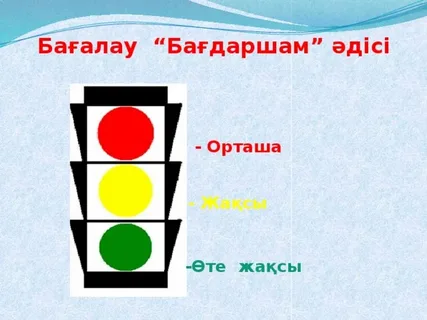 Бағалау “Бағдаршам” әдісі
- Орташа
- Жақсы
-Өте жақсы